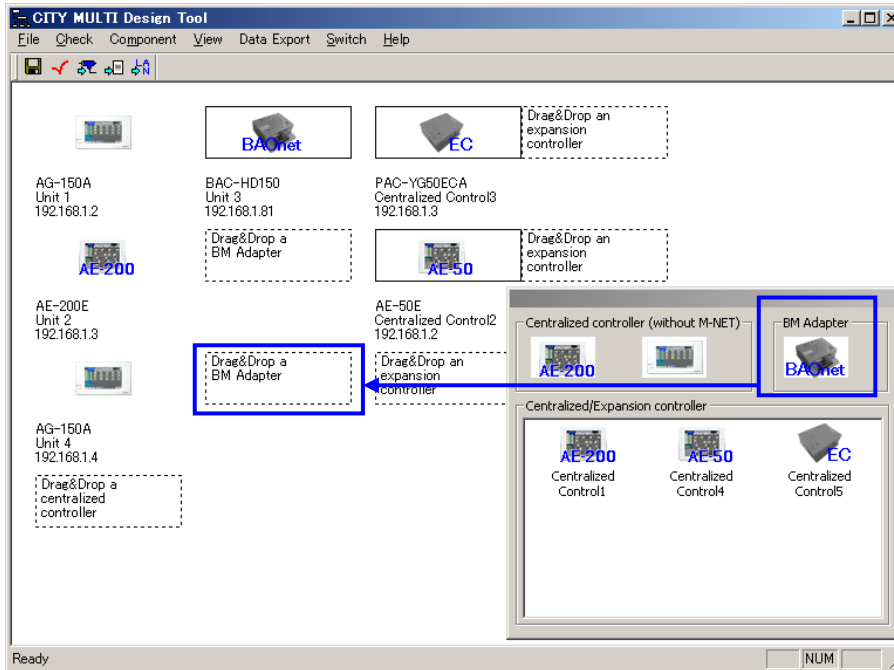 CITY MULTI Design Tool
File Check Component View Data Export Switch Help
LAN
BACnet
EC
Drag&Drop an
expansion
controller
AG-150A
Unit 1
192.168.1.2
BAC-HD150
Unit 3
192.168.1.81
PAC-YG50ECA
Centralized Control3
192.168.1.3
AE-200
Drag&Drop a
BM Adapter
AE-50
Drag&Drop an
expansion
controller
AE-200E
Unit 2
192.168.1.3
AE-50E
Centralized Control2
192.168.1.2
Drag&Drop a
BM Adapter
Drag&Drop an
expansion
controller
AG-150A
Unit 4
192.168.1.4
Drag&Drop a
centralized
controller
Centralized controller (without M-NET)
AE-200
BM Adapter
BACnet
Centralized/Expansion controller
AE-200
Centralized
Control1
AE-50
Centralized
Control4
EC
Centralized
Control5
Ready
NUM